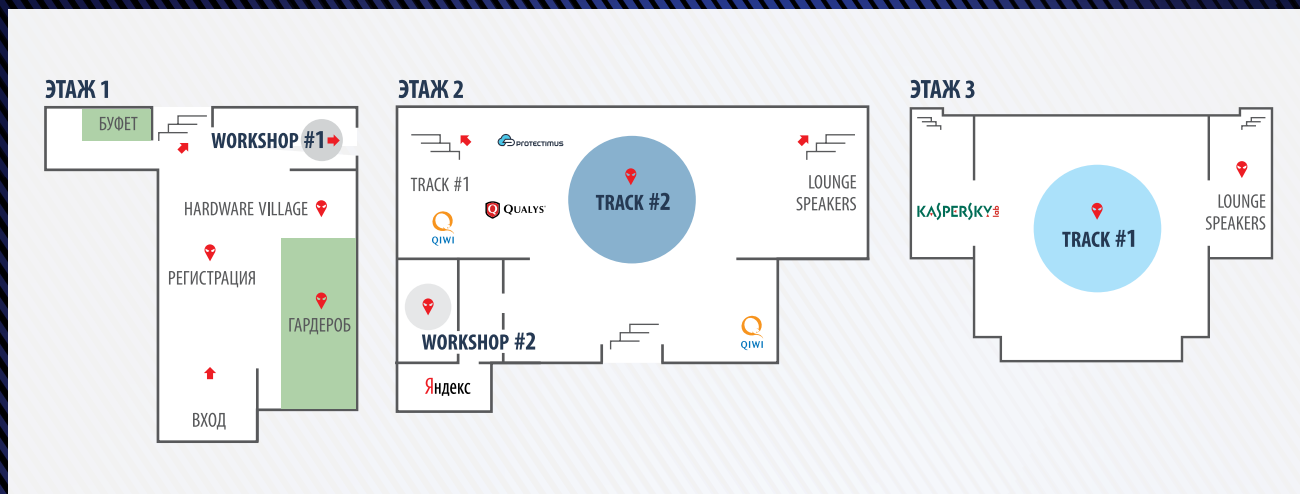 ЭТАЖ 1
БУФЕТ
WORKSHOP #1
HARDWARE VILLAGE
РЕГИСТРАЦИЯ
ГАРДЕРОБ
ВХОД
ЭТАЖ 2
PROTECTIMUS
TRACK #1
QUALYS
QIWI
TRACK #2
LOUNGE
SPEAKERS
WORKSHOP #2
QIWI
Яндекс
ЭТАЖ 3
KASPERSKY lab
TRACK #1
LOUNGE
SPEAKERS